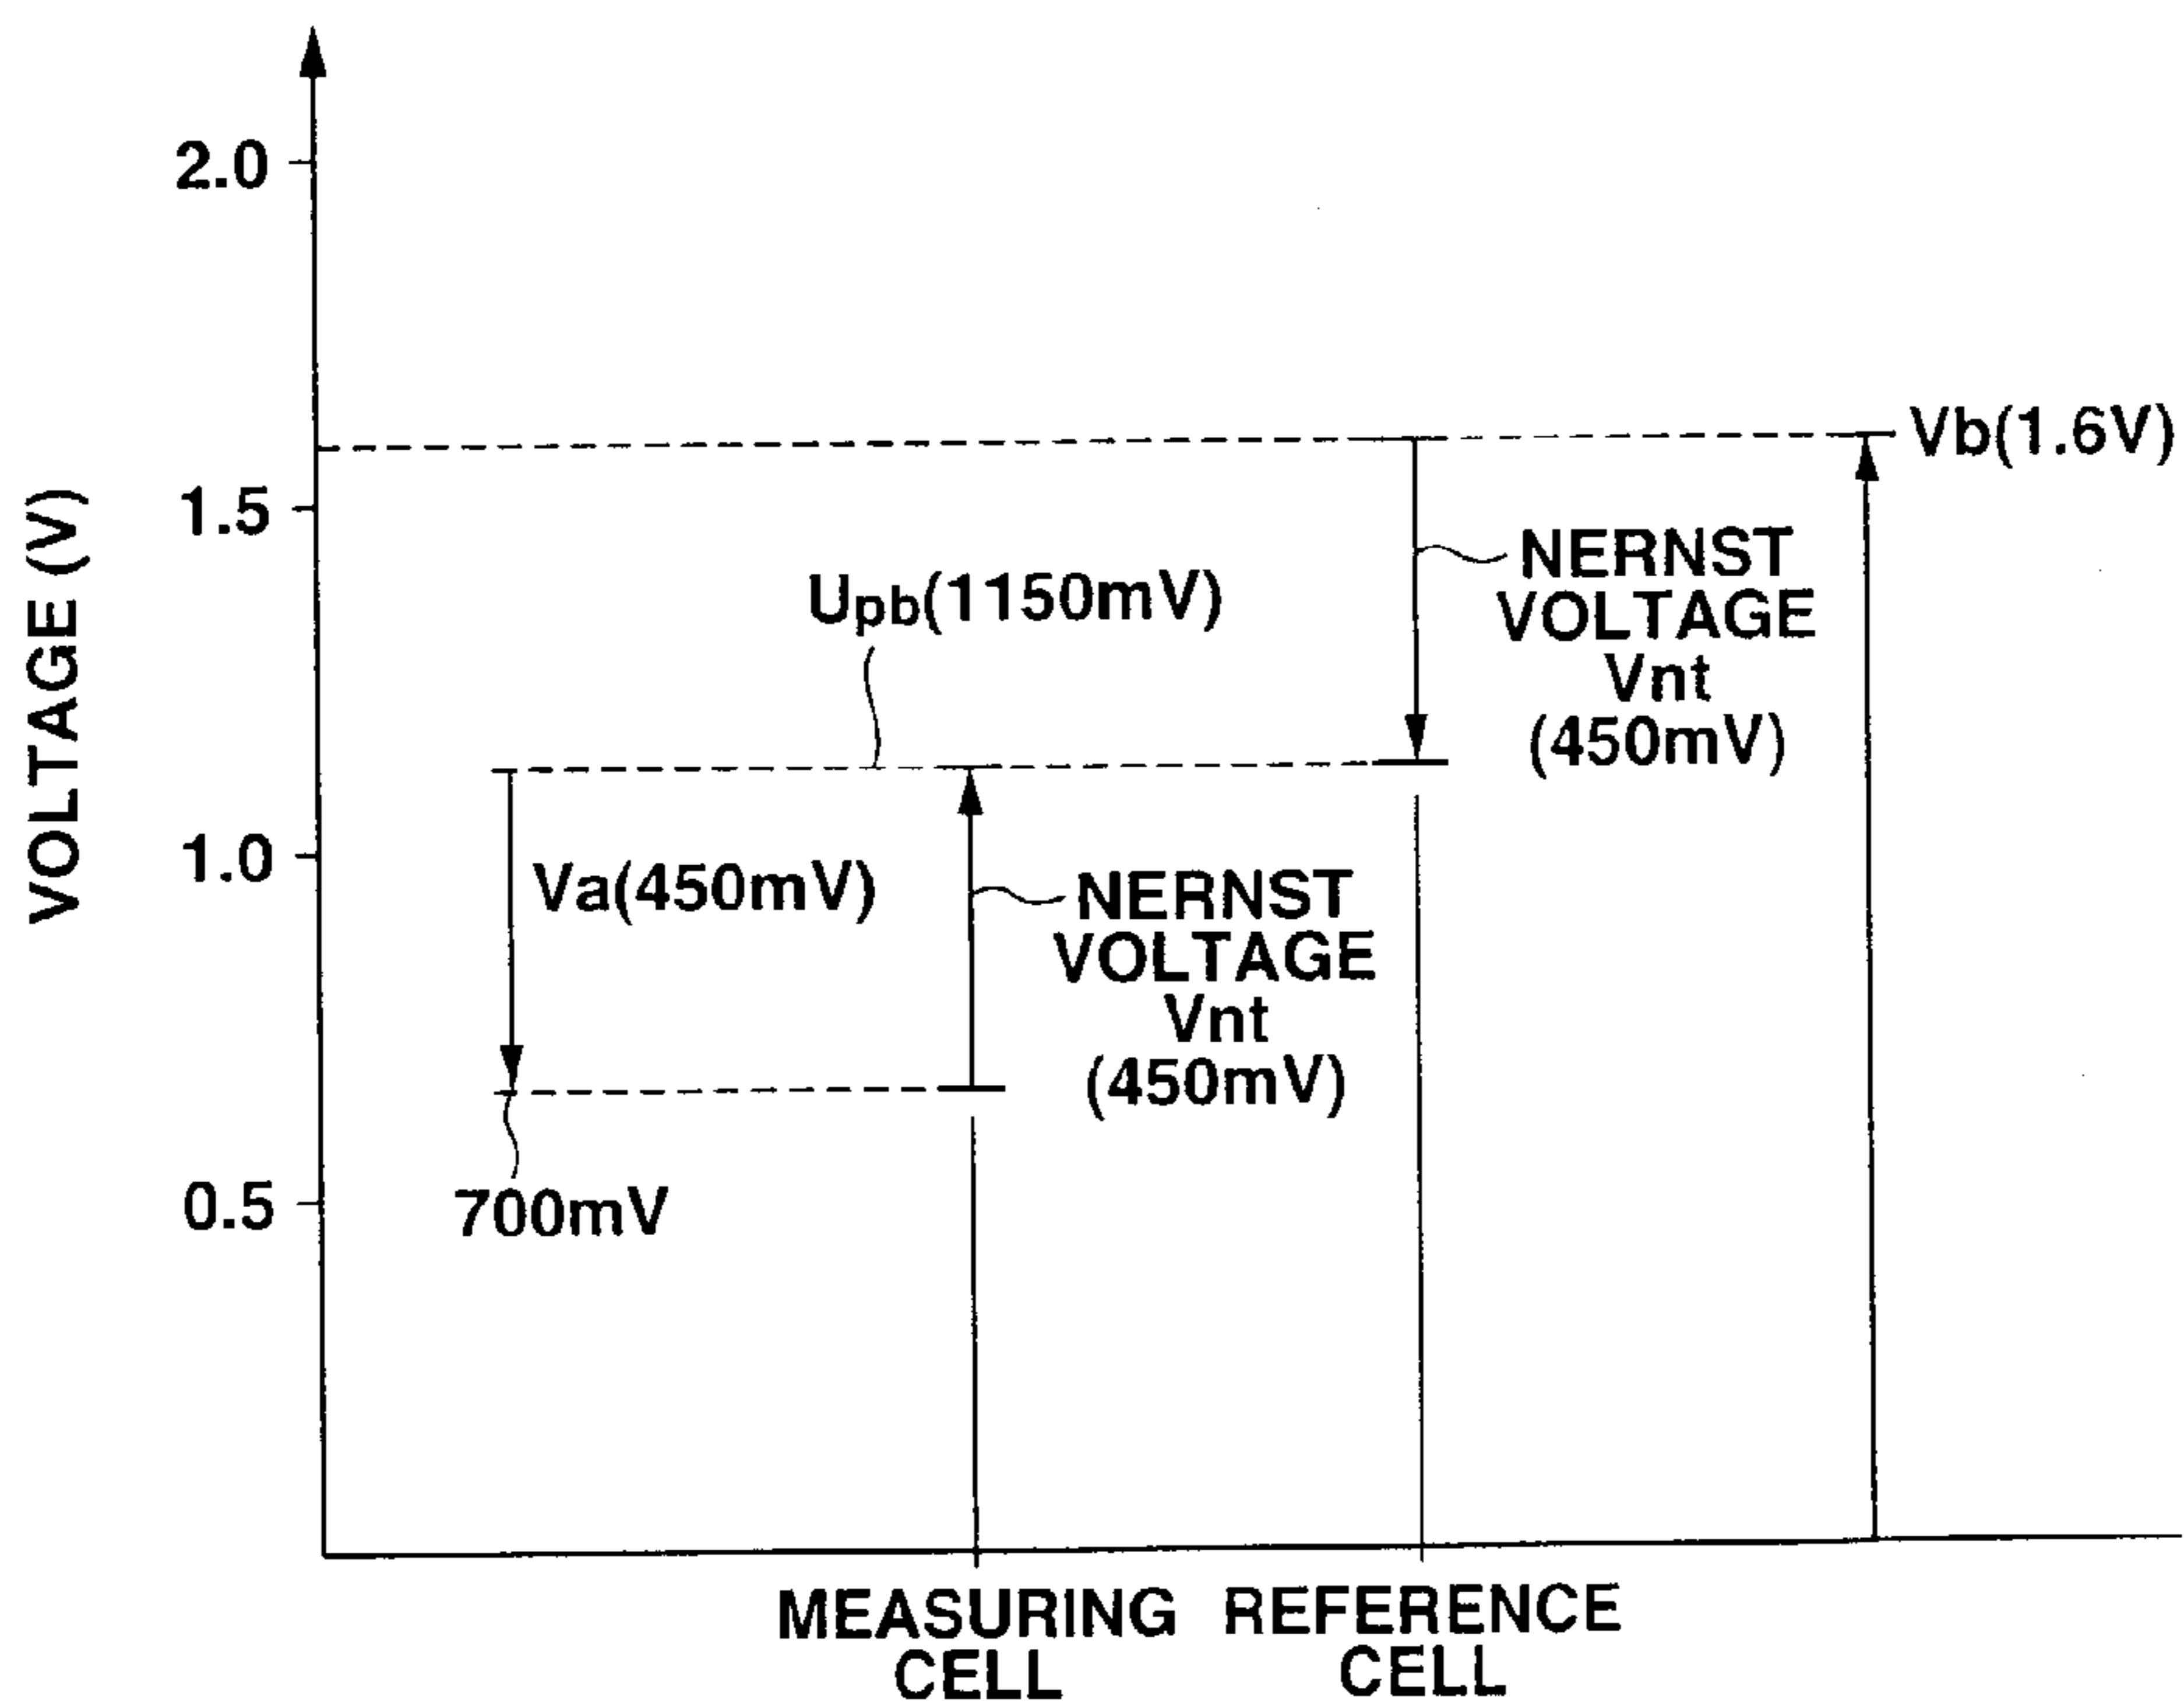 VOLTAGE (V)
2.0
1.5
1.0
0.5
Vb(1.6V)
NERNST
VOLTAGE
Vnt
(450mV)
Upb(1150mV)
Va(450mV)
NERNST
VOLTAGE
Vnt
(450mV)
700mV
MEASURING
CELL
REFERENCE
CELL